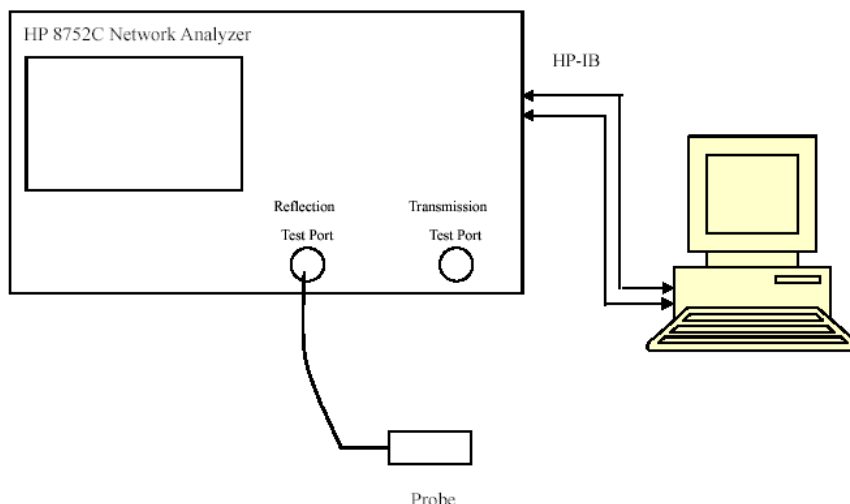 HP 8752C Network Analyzer
HP-IB
Reflection
Test Port
Transmission
Test Port
Probe